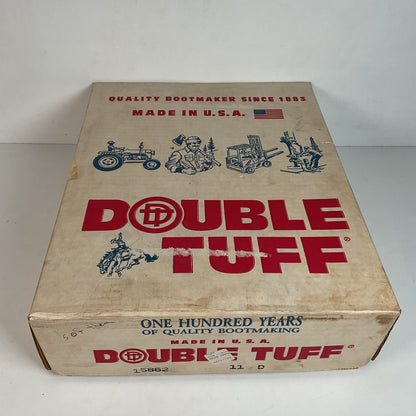 QUALITY BOOTMAKER SINCE 1883
MADE IN U.S.A.
DOUBLE
TUFF®
ONE HUNDRED YEARS
OF QUALITY BOOTMAKING
MADE IN U.S.A.
DOUBLE TUFF®
15862 11 D